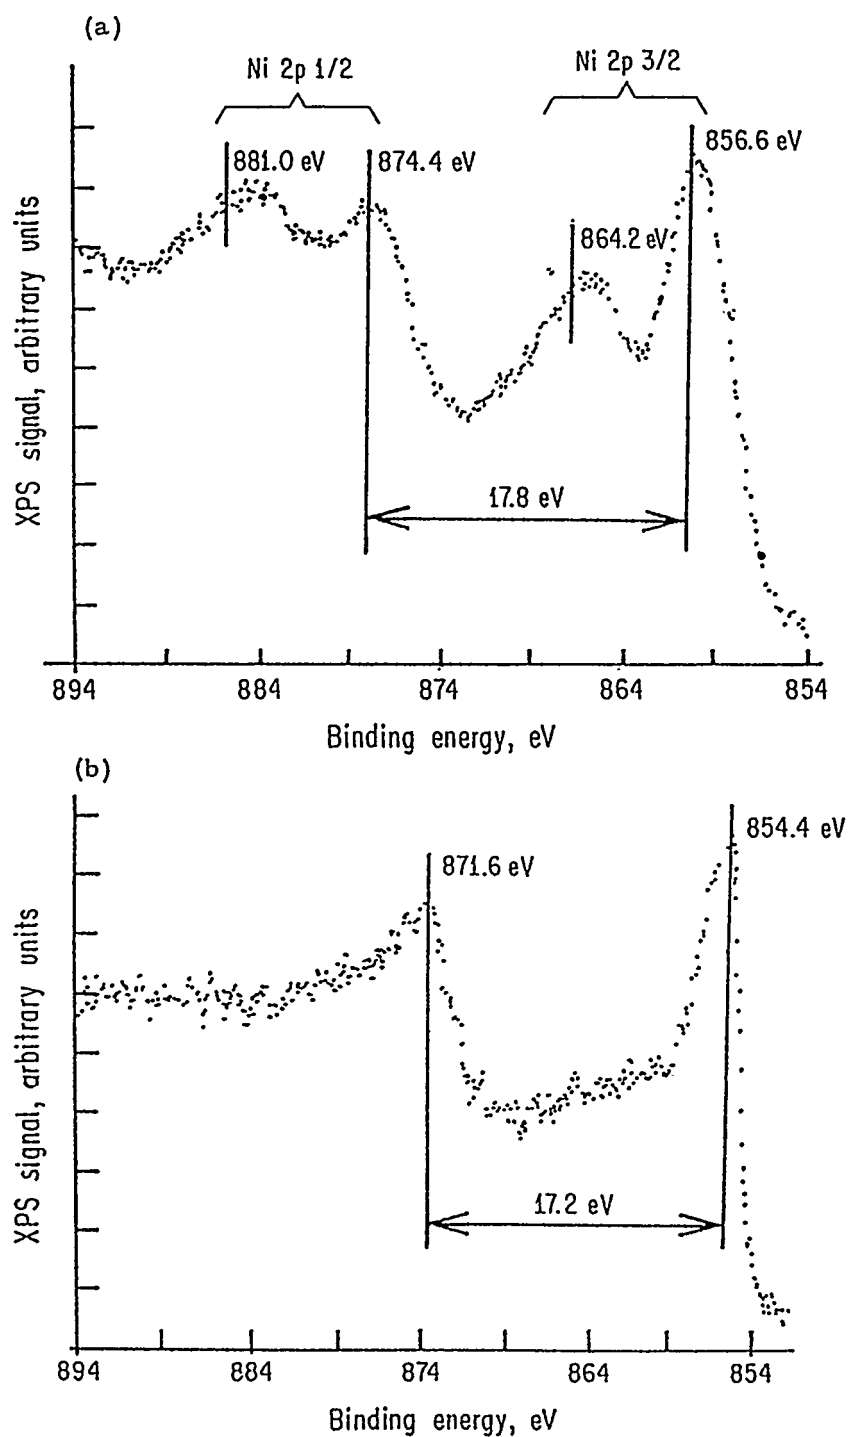 (a)
Ni 2p 1/2
Ni 2p 3/2
881.0 eV
874.4 eV
864.2 eV
856.6 eV
17.8 eV
XPS signal, arbitrary units
894
884
874
864
854
Binding energy, eV
(b)
871.6 eV
854.4 eV
17.2 eV
XPS signal, arbitrary units
894
884
874
864
854
Binding energy, eV